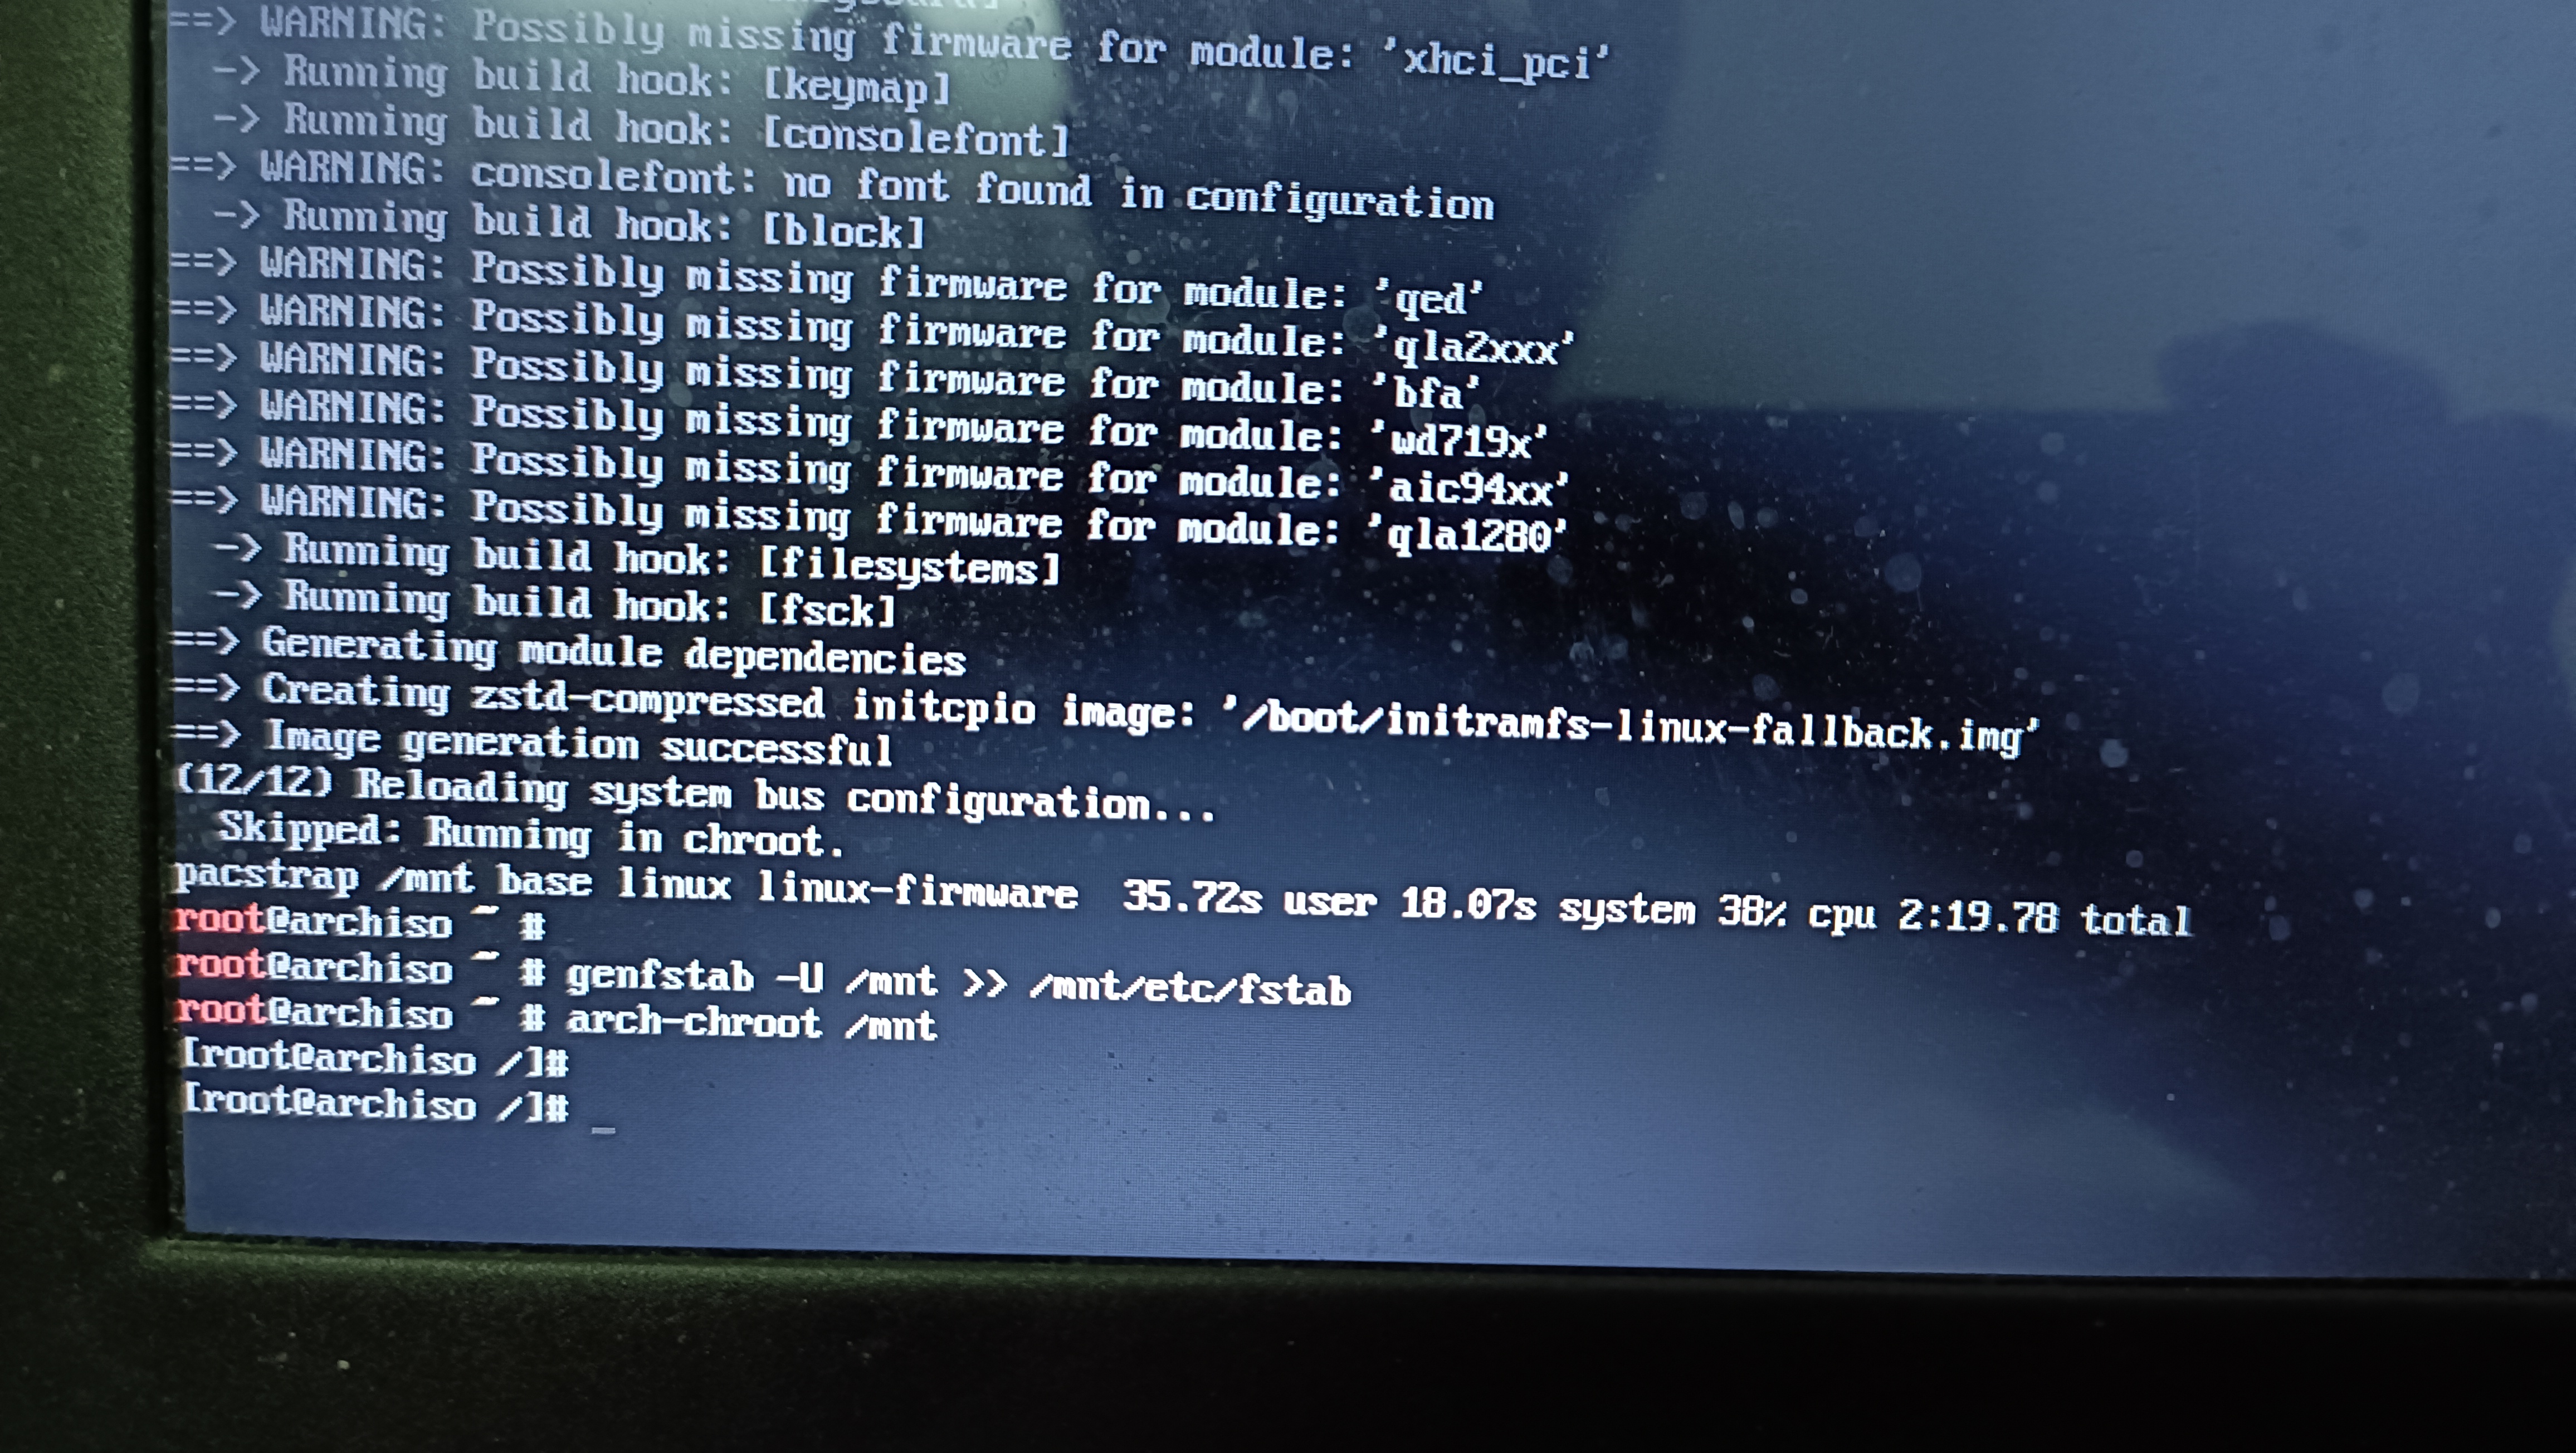 ==> WARNING: Possibly missing firmware for module: 'xhci_pci'
  -> Running build hook: [keymap]
  -> Running build hook: [consolefont]
==> WARNING: consolefont: no font found in configuration
  -> Running build hook: [block]
==> WARNING: Possibly missing firmware for module: 'qed'
==> WARNING: Possibly missing firmware for module: 'qla2xxx'
==> WARNING: Possibly missing firmware for module: 'bfa'
==> WARNING: Possibly missing firmware for module: 'wd719x'
==> WARNING: Possibly missing firmware for module: 'aic94xx'
==> WARNING: Possibly missing firmware for module: 'qla1280'
  -> Running build hook: [filesystems]
  -> Running build hook: [fsck]
==> Generating module dependencies
==> Creating zstd-compressed initcpio image: '/boot/initramfs-linux-fallback.img'
==> Image generation successful
(12/12) Reloading system bus configuration...
  Skipped: Running in chroot.
pacstrap /mnt base linux linux-firmware  35.72s user 18.07s system 38% cpu 2:19.78 total
root@archiso ~ #
root@archiso ~ # genfstab -U /mnt >> /mnt/etc/fstab
root@archiso ~ # arch-chroot /mnt
[root@archiso /]#
[root@archiso /]# _